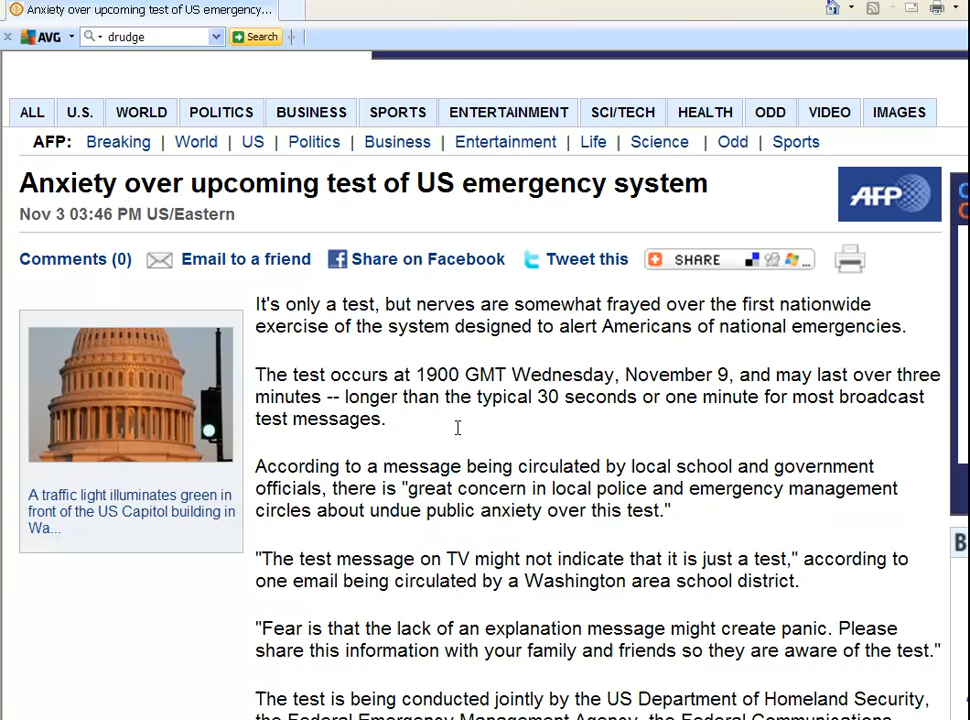 Anxiety over upcoming test of US emergency...
AVG drudge Search
ALL U.S. WORLD POLITICS BUSINESS SPORTS ENTERTAINMENT SCI/TECH HEALTH ODD VIDEO IMAGES
AFP: Breaking | World | US | Politics | Business | Entertainment | Life | Science | Odd | Sports
Anxiety over upcoming test of US emergency system
AFP
Nov 3 03:46 PM US/Eastern
Comments (0) Email to a friend Share on Facebook Tweet this SHARE ...
It's only a test, but nerves are somewhat frayed over the first nationwide
exercise of the system designed to alert Americans of national emergencies.
The test occurs at 1900 GMT Wednesday, November 9, and may last over three
minutes -- longer than the typical 30 seconds or one minute for most broadcast
test messages.
A traffic light illuminates green in
front of the US Capitol building in
Wa...
According to a message being circulated by local school and government
officials, there is "great concern in local police and emergency management
circles about undue public anxiety over this test."
"The test message on TV might not indicate that it is just a test," according to
one email being circulated by a Washington area school district.
"Fear is that the lack of an explanation message might create panic. Please
share this information with your family and friends so they are aware of the test."
The test is being conducted jointly by the US Department of Homeland Security,
the Federal Emergency Management Agency, the Federal Communications